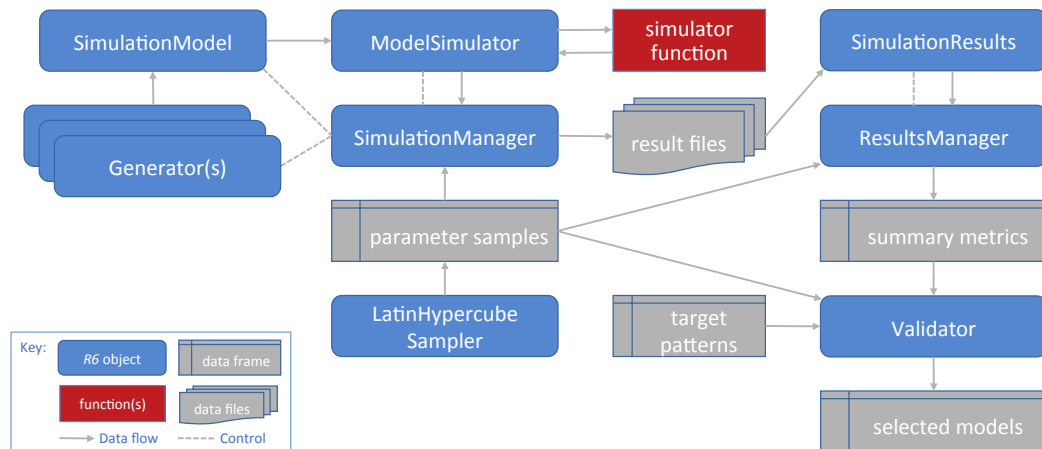 SimulationModel
ModelSimulator
simulator
function
SimulationResults
SimulationManager
result files
ResultsManager
Generator(s)
parameter samples
summary metrics
LatinHypercube
Sampler
target
patterns
Validator
selected models
Key:
R6 object
data frame
function(s)
data files
Data flow
Control